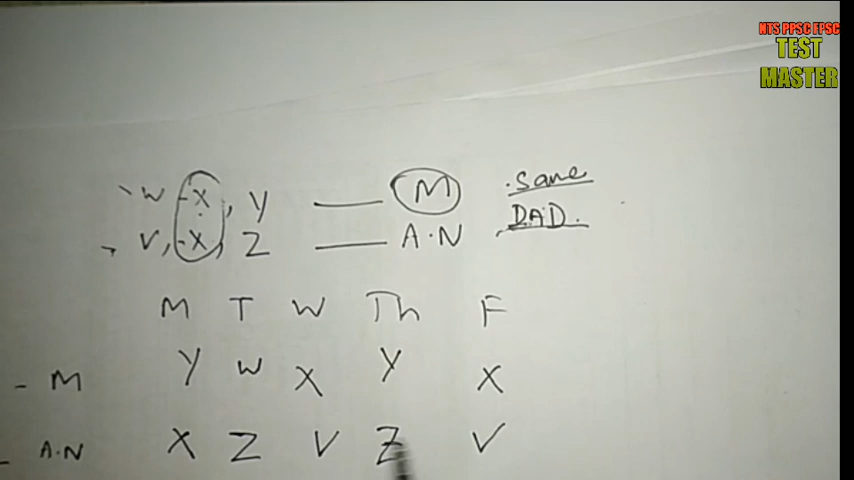 NTS PPSC FPSC
TEST
MASTER
W -X, Y — M .same
V, -X, Z — A.N DAD.
M T W Th F
- M Y W X Y X
- A.N X Z V Z V